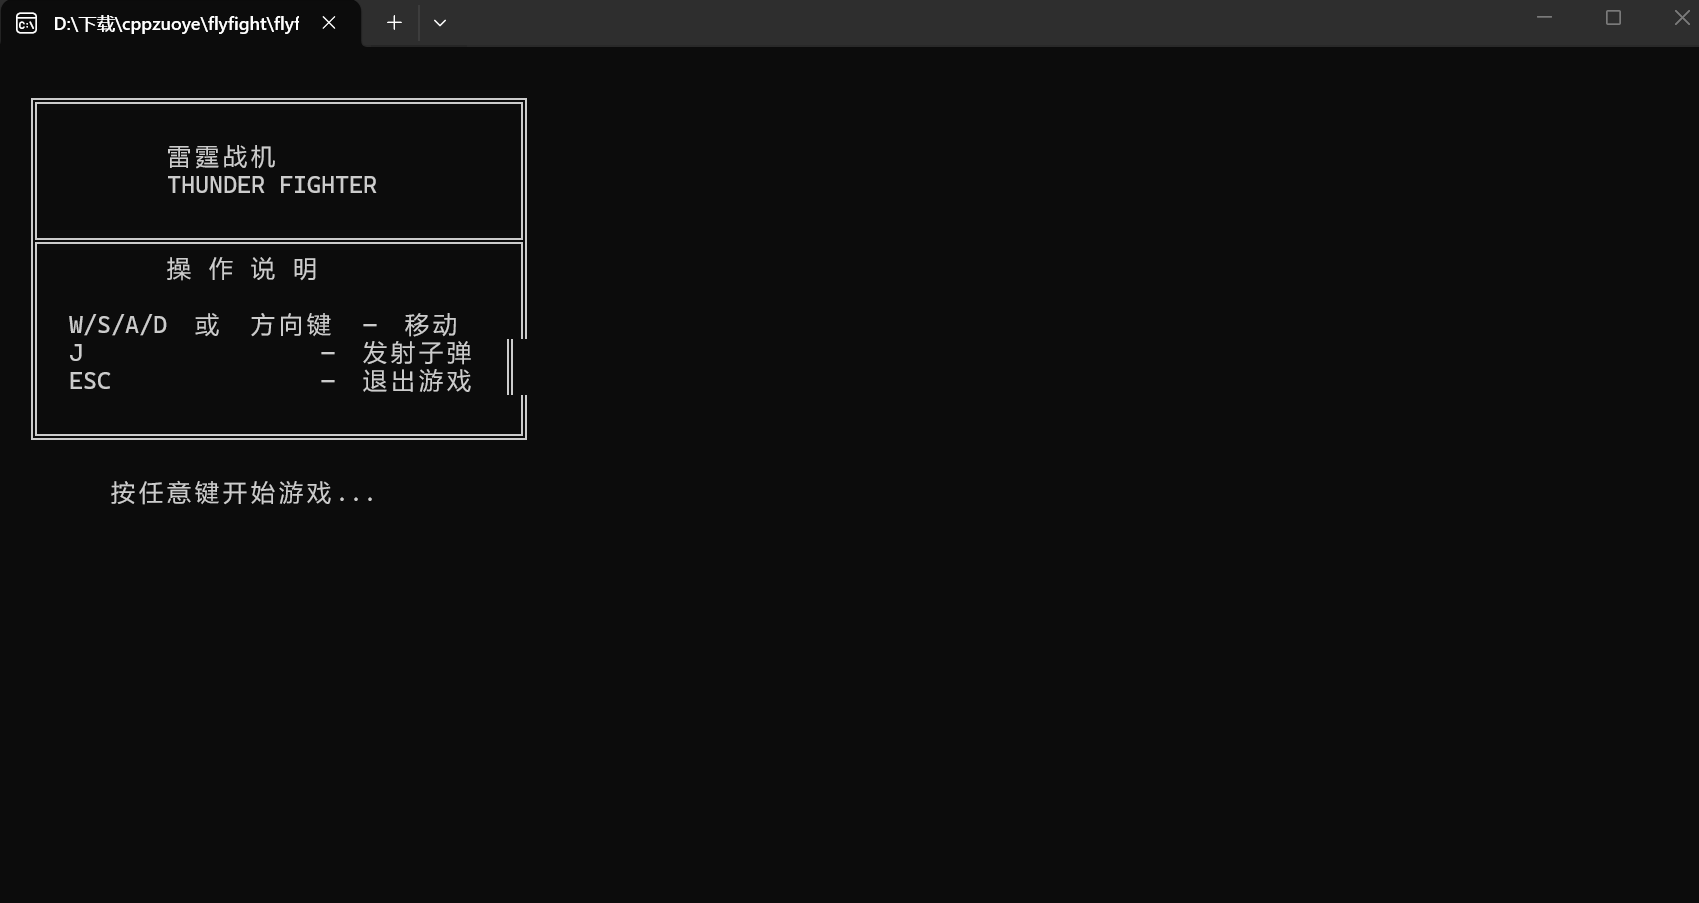 D:\下载\cppzuoye\flyfight\flyf
雷霆战机
THUNDER FIGHTER
操 作 说 明
W/S/A/D 或 方向键 - 移动
J - 发射子弹
ESC - 退出游戏
按任意键开始游戏...